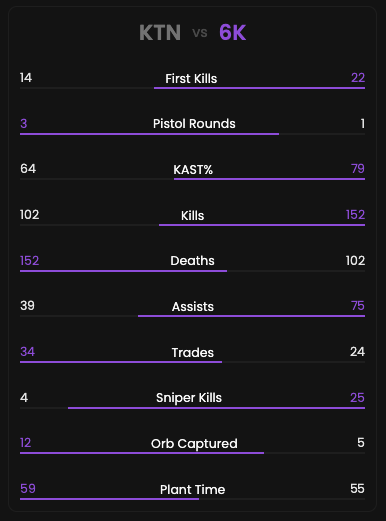 KTN VS 6K
14 First Kills 22
3 Pistol Rounds 1
64 KAST% 79
102 Kills 152
152 Deaths 102
39 Assists 75
34 Trades 24
4 Sniper Kills 25
12 Orb Captured 5
59 Plant Time 55